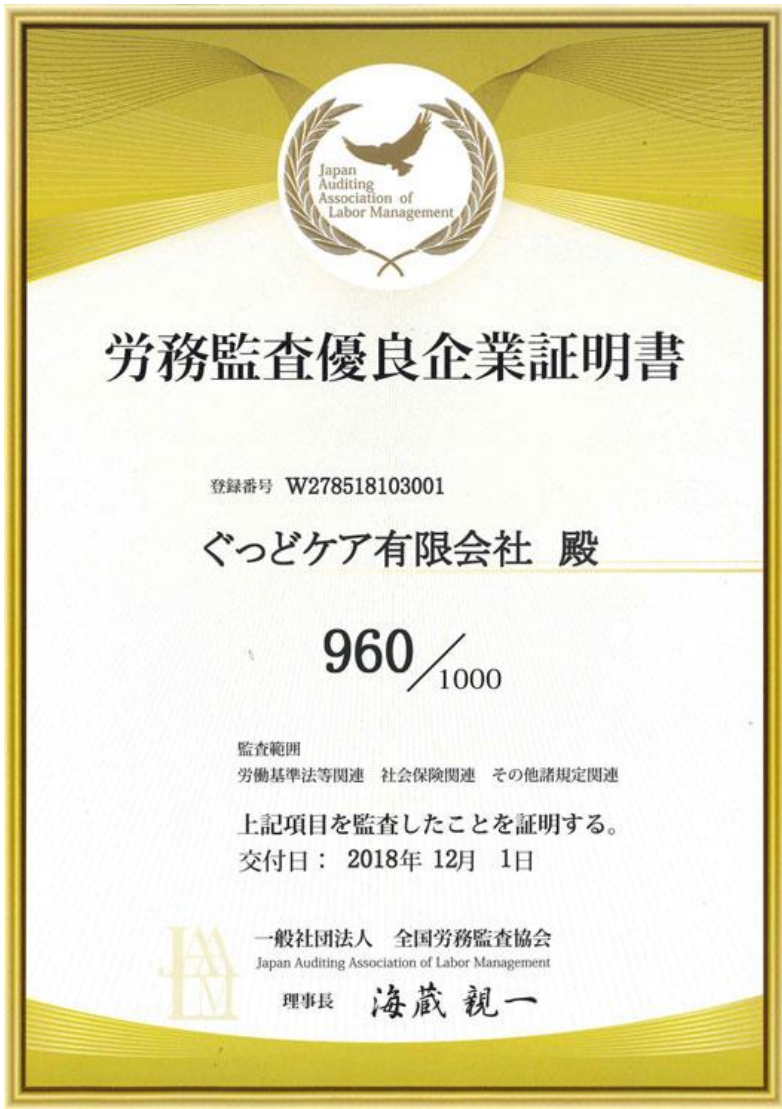 Japan
Auditing
Association of
Labor Management
労務監査優良企業証明書
登録番号 W278518103001
ぐっどケア有限会社 殿
960/1000
監査範囲
労働基準法等関連 社会保険関連 その他諸規定関連
上記項目を監査したことを証明する。
交付日： 2018年 12月 1日
JAALM
一般社団法人 全国労務監査協会
Japan Auditing Association of Labor Management
理事長 海蔵 親一